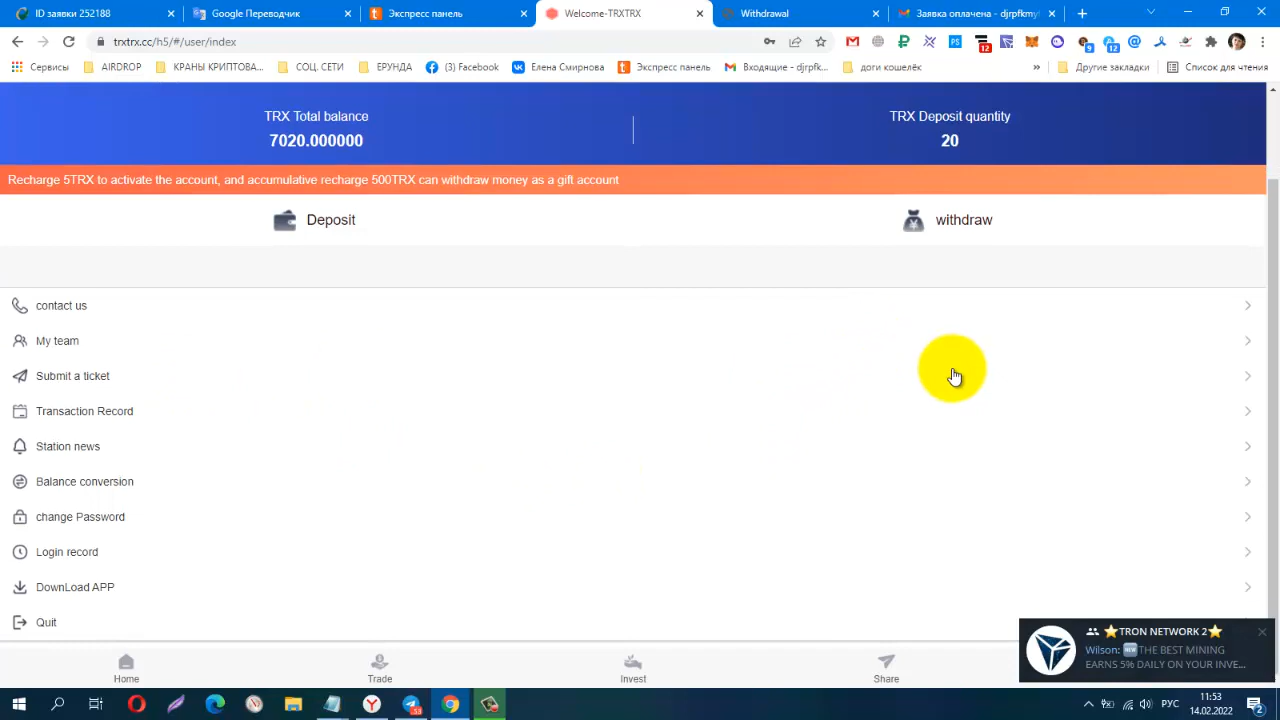 ID заявки 252188
Google Переводчик
Экспресс панель
Welcome-TRXTRX
Withdrawal
Заявка оплачена - djrpfkmy
trxtrx.cc/h5/#/user/index
12
9
12
Сервисы
AIRDROP
КРАНЫ КРИПТОВА...
СОЦ. СЕТИ
ЕРУНДА
(3) Facebook
Елена Смирнова
Экспресс панель
Входящие - djrpfk...
доги кошелёк
»
Другие закладки
Список для чтения
TRX Total balance
7020.000000
TRX Deposit quantity
20
Recharge 5TRX to activate the account, and accumulative recharge 500TRX can withdraw money as a gift account
Deposit
withdraw
contact us
My team
Submit a ticket
Transaction Record
Station news
Balance conversion
change Password
Login record
DownLoad APP
Quit
⭐TRON NETWORK 2⭐
Wilson: 🆕THE BEST MINING
EARNS 5% DAILY ON YOUR INVE...
Home
Trade
Invest
Share
РУС
11:53
14.02.2022
2